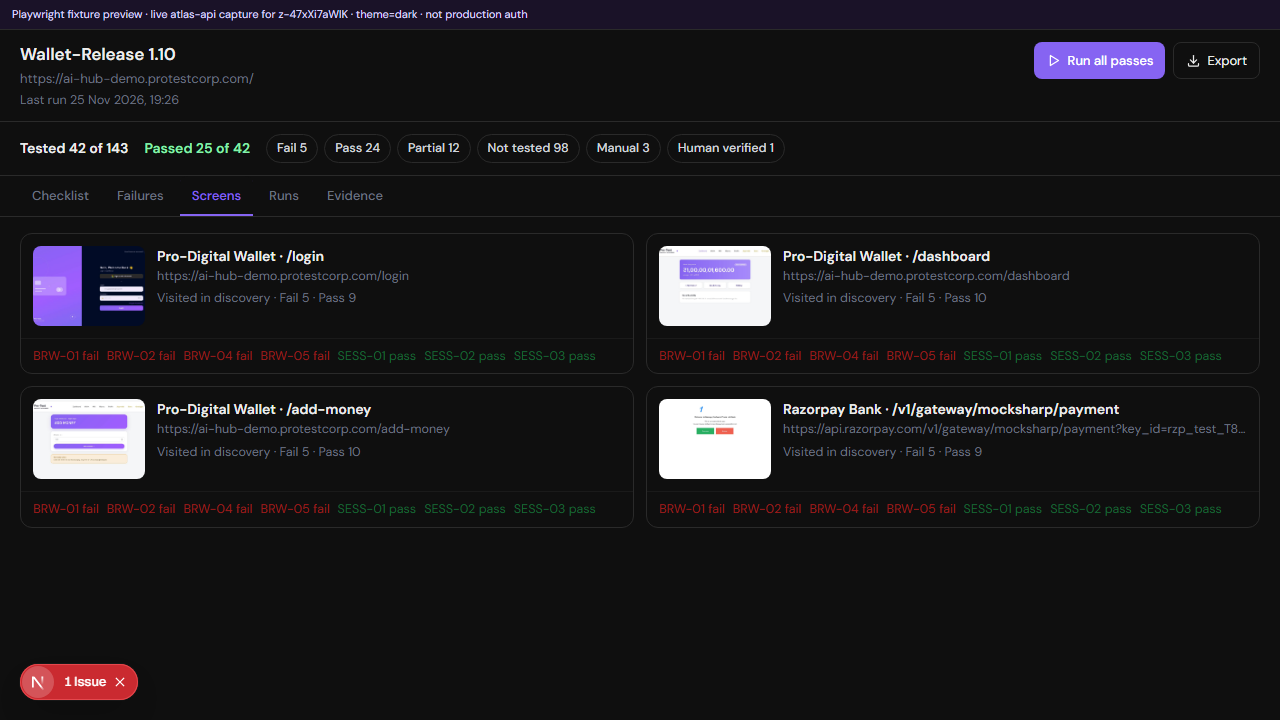 Playwright fixture preview · live atlas-api capture for z-47xXi7aWIK · theme=dark · not production auth
Wallet-Release 1.10
https://ai-hub-demo.protestcorp.com/
Last run 25 Nov 2026, 19:26
Run all passes
Export
Tested 42 of 143 Passed 25 of 42 Fail 5 Pass 24 Partial 12 Not tested 98 Manual 3 Human verified 1
Checklist Failures Screens Runs Evidence
Pro-Digital Wallet · /login
https://ai-hub-demo.protestcorp.com/login
Visited in discovery · Fail 5 · Pass 9
BRW-01 fail BRW-02 fail BRW-04 fail BRW-05 fail SESS-01 pass SESS-02 pass SESS-03 pass
Pro-Digital Wallet · /dashboard
https://ai-hub-demo.protestcorp.com/dashboard
Visited in discovery · Fail 5 · Pass 10
BRW-01 fail BRW-02 fail BRW-04 fail BRW-05 fail SESS-01 pass SESS-02 pass SESS-03 pass
Pro-Digital Wallet · /add-money
https://ai-hub-demo.protestcorp.com/add-money
Visited in discovery · Fail 5 · Pass 10
BRW-01 fail BRW-02 fail BRW-04 fail BRW-05 fail SESS-01 pass SESS-02 pass SESS-03 pass
Razorpay Bank · /v1/gateway/mocksharp/payment
https://api.razorpay.com/v1/gateway/mocksharp/payment?key_id=rzp_test_T8...
Visited in discovery · Fail 5 · Pass 9
BRW-01 fail BRW-02 fail BRW-04 fail BRW-05 fail SESS-01 pass SESS-02 pass SESS-03 pass
1 Issue